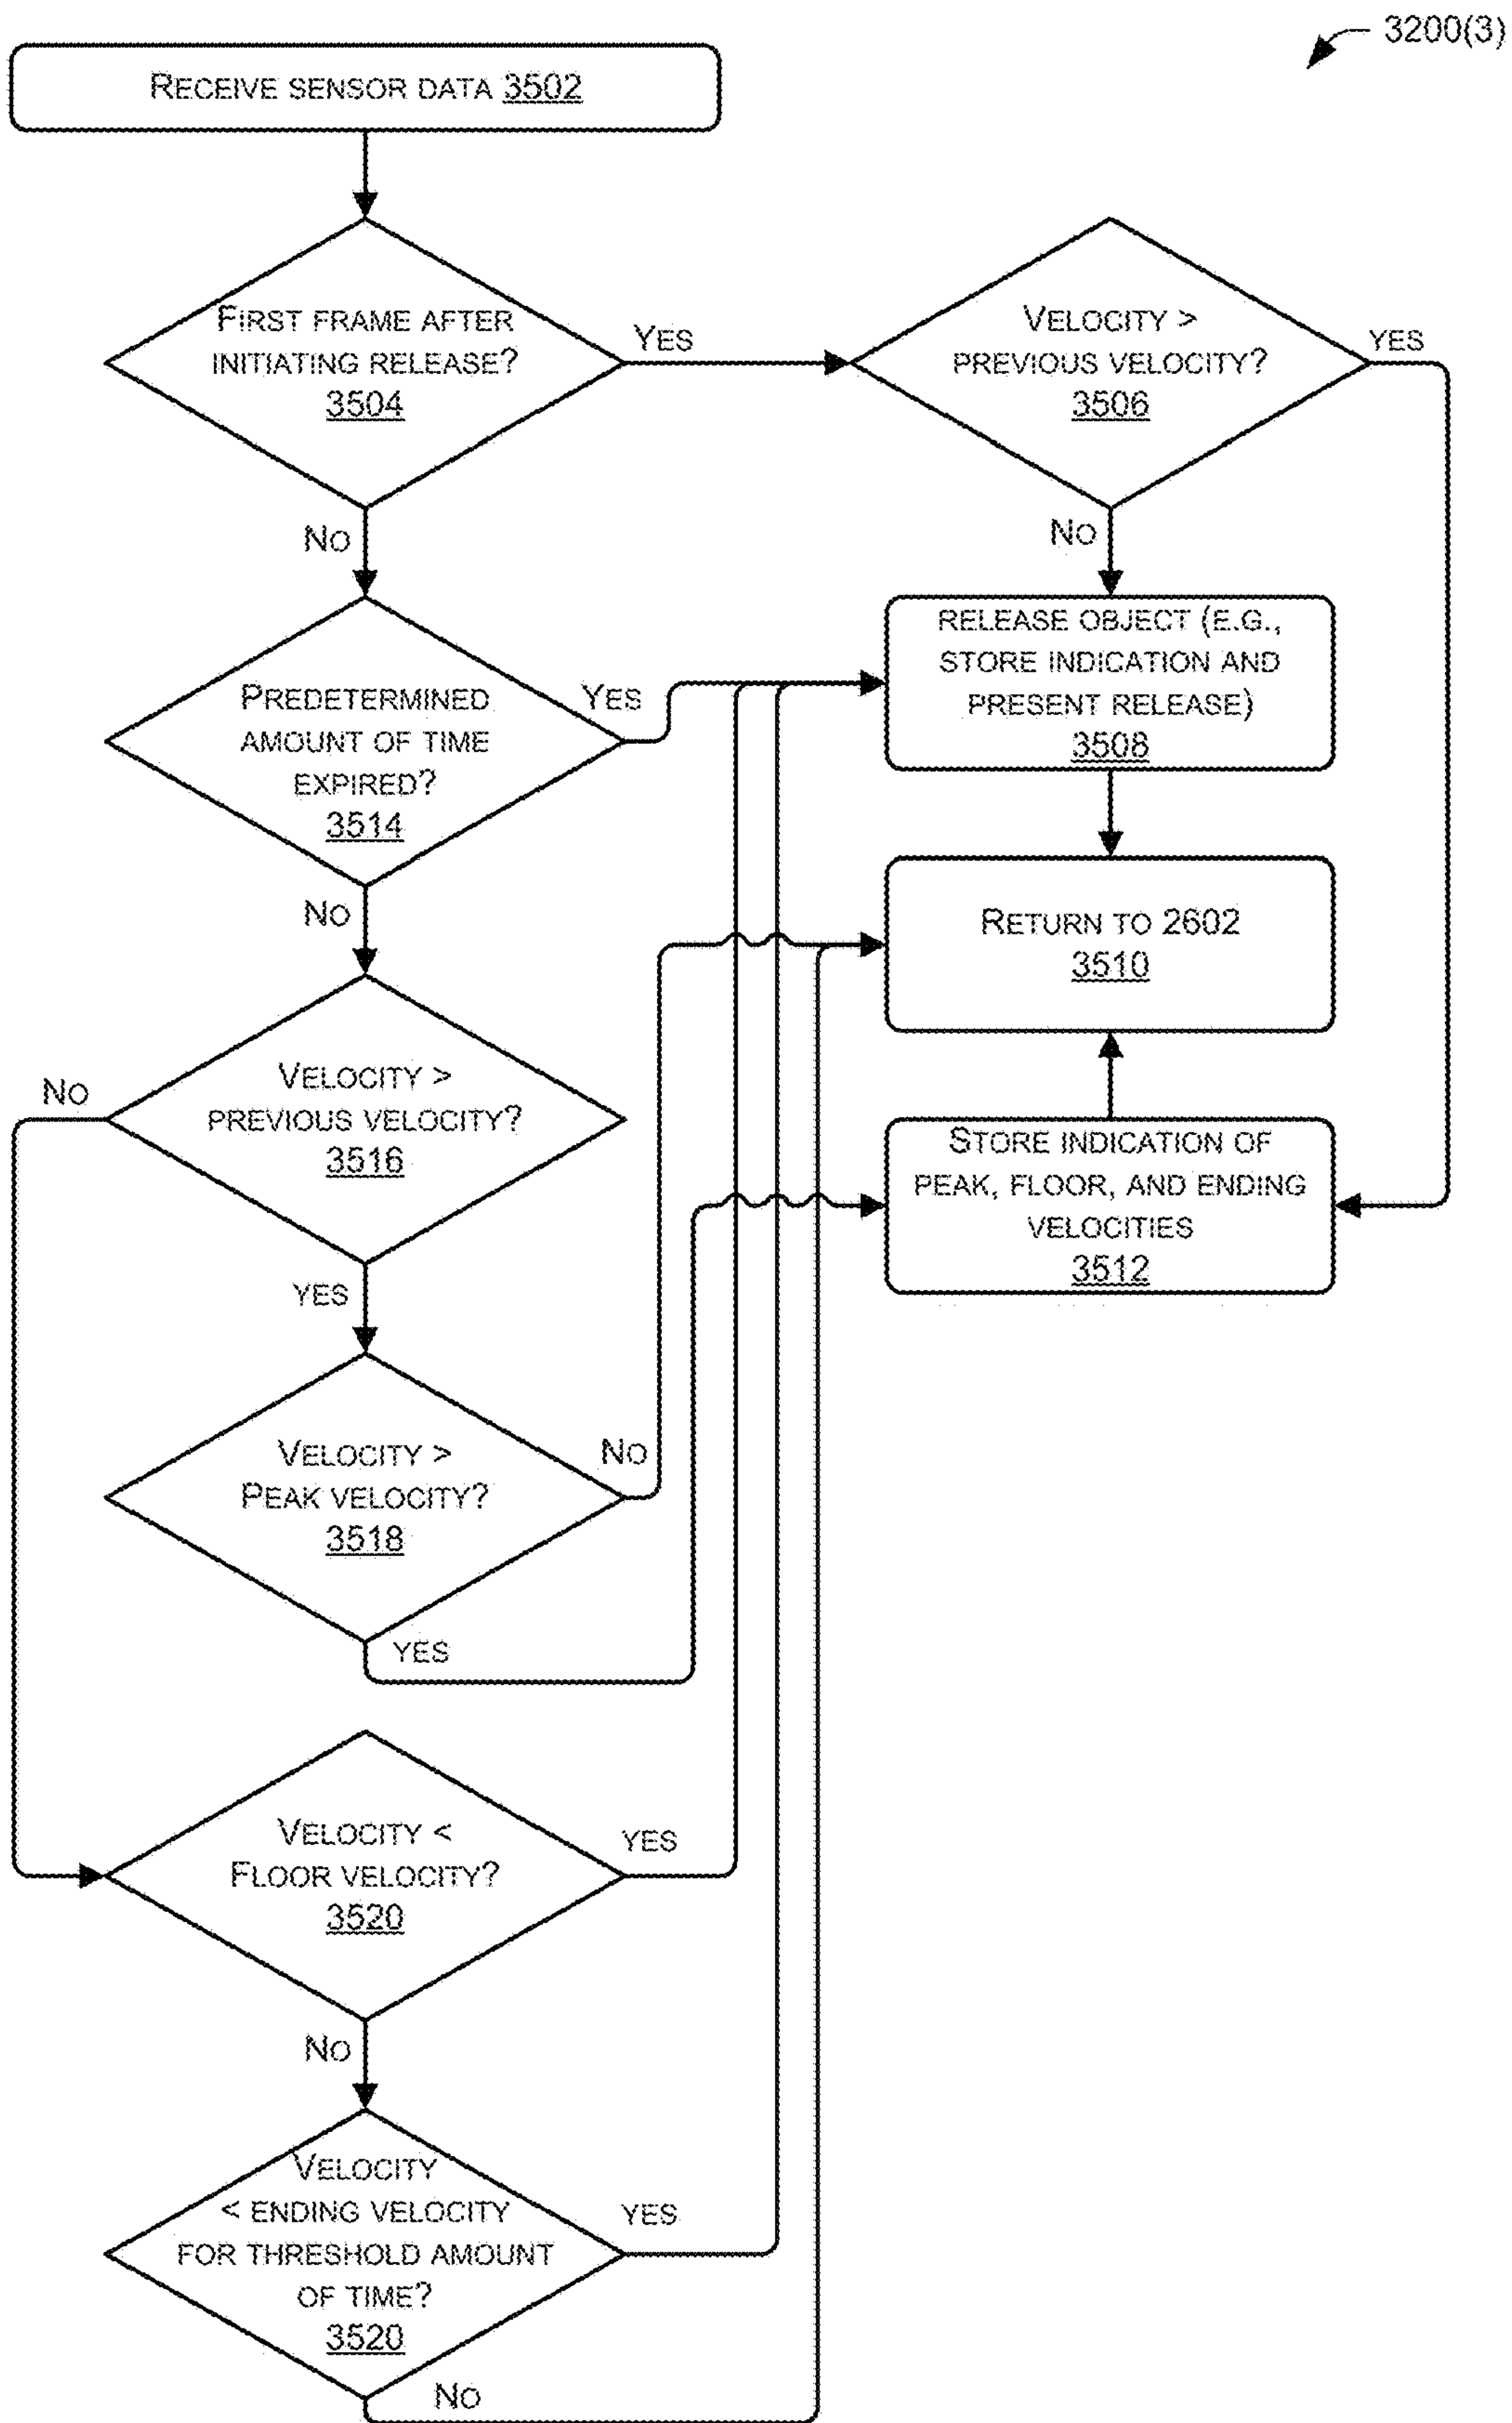 3200(3)
RECEIVE SENSOR DATA 3502
FIRST FRAME AFTER
INITIATING RELEASE?
3504
YES
NO
VELOCITY >
PREVIOUS VELOCITY?
3506
YES
NO
RELEASE OBJECT (E.G.,
STORE INDICATION AND
PRESENT RELEASE)
3508
PREDETERMINED
AMOUNT OF TIME
EXPIRED?
3514
YES
NO
RETURN TO 2602
3510
VELOCITY >
PREVIOUS VELOCITY?
3516
NO
YES
STORE INDICATION OF
PEAK, FLOOR, AND ENDING
VELOCITIES
3512
VELOCITY >
PEAK VELOCITY?
3518
NO
YES
VELOCITY <
FLOOR VELOCITY?
3520
YES
NO
VELOCITY
< ENDING VELOCITY
FOR THRESHOLD AMOUNT
OF TIME?
3520
YES
NO